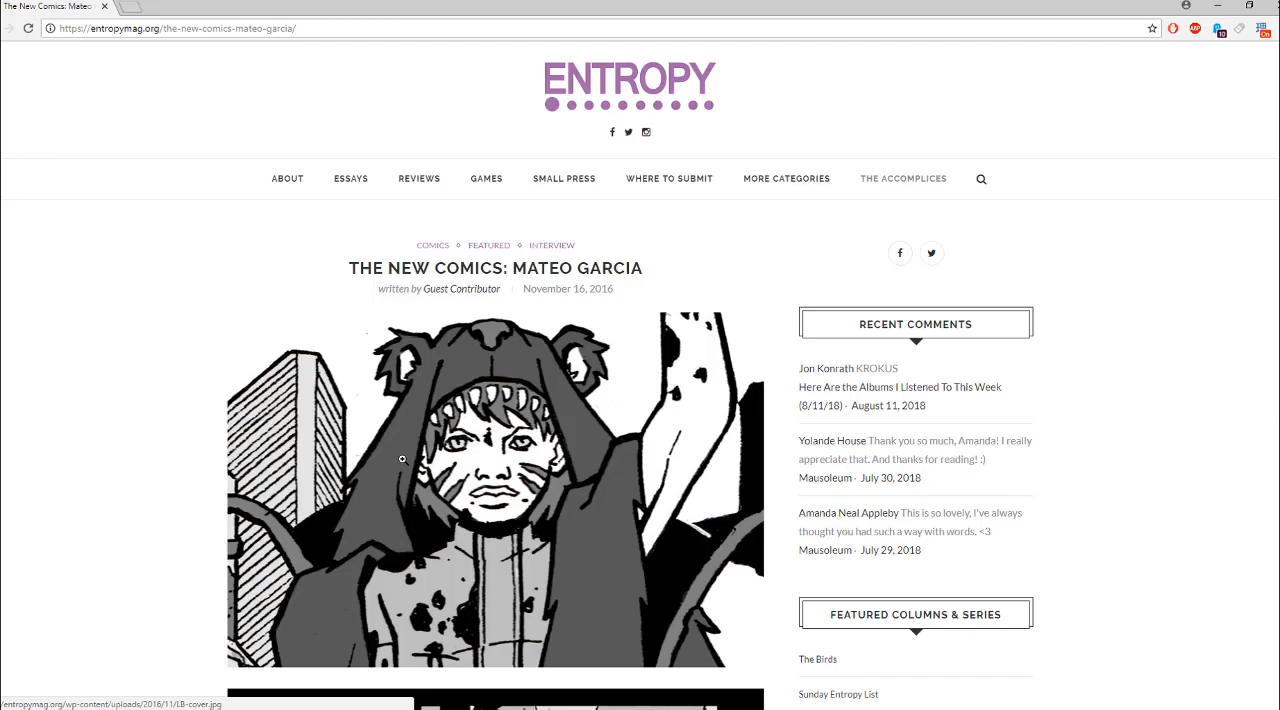 The New Comics: Mateo
https://entropymag.org/the-new-comics-mateo-garcia/
10
On
ENTROPY
ABOUT ESSAYS REVIEWS GAMES SMALL PRESS WHERE TO SUBMIT MORE CATEGORIES THE ACCOMPLICES
COMICS ◇ FEATURED ◇ INTERVIEW
THE NEW COMICS: MATEO GARCIA
written by Guest Contributor | November 16, 2016
RECENT COMMENTS
Jon Konrath KROKUS
Here Are the Albums I Listened To This Week
(8/11/18) · August 11, 2018
Yolande House Thank you so much, Amanda! I really
appreciate that. And thanks for reading! :)
Mausoleum · July 30, 2018
Amanda Neal Appleby This is so lovely, I've always
thought you had such a way with words. <3
Mausoleum · July 29, 2018
FEATURED COLUMNS & SERIES
The Birds
Sunday Entropy List
/entropymag.org/wp-content/uploads/2016/11/LB-cover.jpg